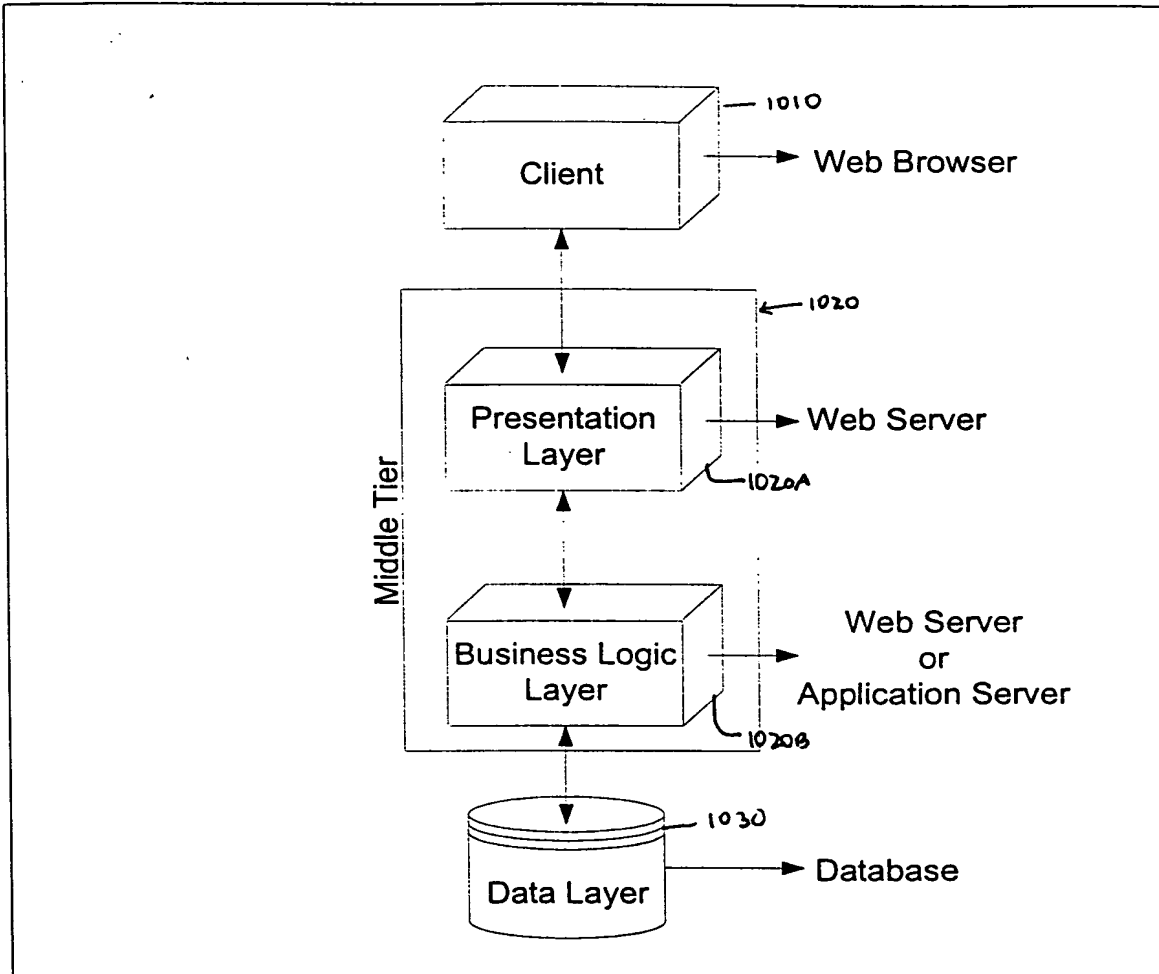 1010
Client
Web Browser
1020
Presentation
Layer
Web Server
1020A
Middle Tier
Business Logic
Layer
Web Server
or
Application Server
1020B
1030
Data Layer
Database